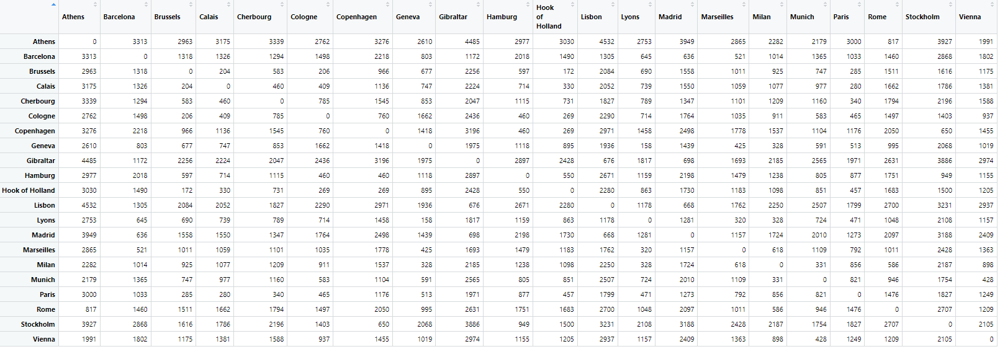 Athens Barcelona Brussels Calais Cherbourg Cologne Copenhagen Geneva Gibraltar Hamburg Hook of Holland Lisbon Lyons Madrid Marseilles Milan Munich Paris Rome Stockholm Vienna
Athens 0 3313 2963 3175 3339 2762 3276 2610 4485 2977 3030 4532 2753 3949 2865 2282 2179 3000 817 3927 1991
Barcelona 3313 0 1318 1326 1294 1498 2218 803 1172 2018 1490 1305 645 636 521 1014 1365 1033 1460 2868 1802
Brussels 2963 1318 0 204 583 206 966 677 2256 597 172 2084 690 1558 1011 925 747 285 1511 1616 1175
Calais 3175 1326 204 0 460 409 1136 747 2224 714 330 2052 739 1550 1059 1077 977 280 1662 1786 1381
Cherbourg 3339 1294 583 460 0 785 1545 853 2047 1115 731 1827 789 1347 1101 1209 1160 340 1794 2196 1588
Cologne 2762 1498 206 409 785 0 760 1662 2436 460 269 2290 714 1764 1035 911 583 465 1497 1403 937
Copenhagen 3276 2218 966 1136 1545 760 0 1418 3196 460 269 2971 1458 2498 1778 1537 1104 1176 2050 650 1455
Geneva 2610 803 677 747 853 1662 1418 0 1975 1118 895 1936 158 1439 425 328 591 513 995 2068 1019
Gibraltar 4485 1172 2256 2224 2047 2436 3196 1975 0 2897 2428 676 1817 698 1693 2185 2565 1971 2631 3886 2974
Hamburg 2977 2018 597 714 1115 460 460 1118 2897 0 550 2671 1159 2198 1479 1238 805 877 1751 949 1155
Hook of Holland 3030 1490 172 330 731 269 269 895 2428 550 0 2280 863 1730 1183 1098 851 457 1683 1500 1205
Lisbon 4532 1305 2084 2052 1827 2290 2971 1936 676 2671 2280 0 1178 668 1762 2250 2507 1799 2700 3231 2937
Lyons 2753 645 690 739 789 714 1458 158 1817 1159 863 1178 0 1281 320 328 724 471 1048 2108 1157
Madrid 3949 636 1558 1550 1347 1764 2498 1439 698 2198 1730 668 1281 0 1157 1724 2010 1273 2097 3188 2409
Marseilles 2865 521 1011 1059 1101 1035 1778 425 1693 1479 1183 1762 320 1157 0 618 1109 792 1011 2428 1363
Milan 2282 1014 925 1077 1209 911 1537 328 2185 1238 1098 2250 328 1724 618 0 331 856 586 2187 898
Munich 2179 1365 747 977 1160 583 1104 591 2565 805 851 2507 724 2010 1109 331 0 821 946 1754 428
Paris 3000 1033 285 280 340 465 1176 513 1971 877 457 1799 471 1273 792 856 821 0 1476 1827 1249
Rome 817 1460 1511 1662 1794 1497 2050 995 2631 1751 1683 2700 1048 2097 1011 586 946 1476 0 2707 1209
Stockholm 3927 2868 1616 1786 2196 1403 650 2068 3886 949 1500 3231 2108 3188 2428 2187 1754 1827 2707 0 2105
Vienna 1991 1802 1175 1381 1588 937 1455 1019 2974 1155 1205 2937 1157 2409 1363 898 428 1249 1209 2105 0